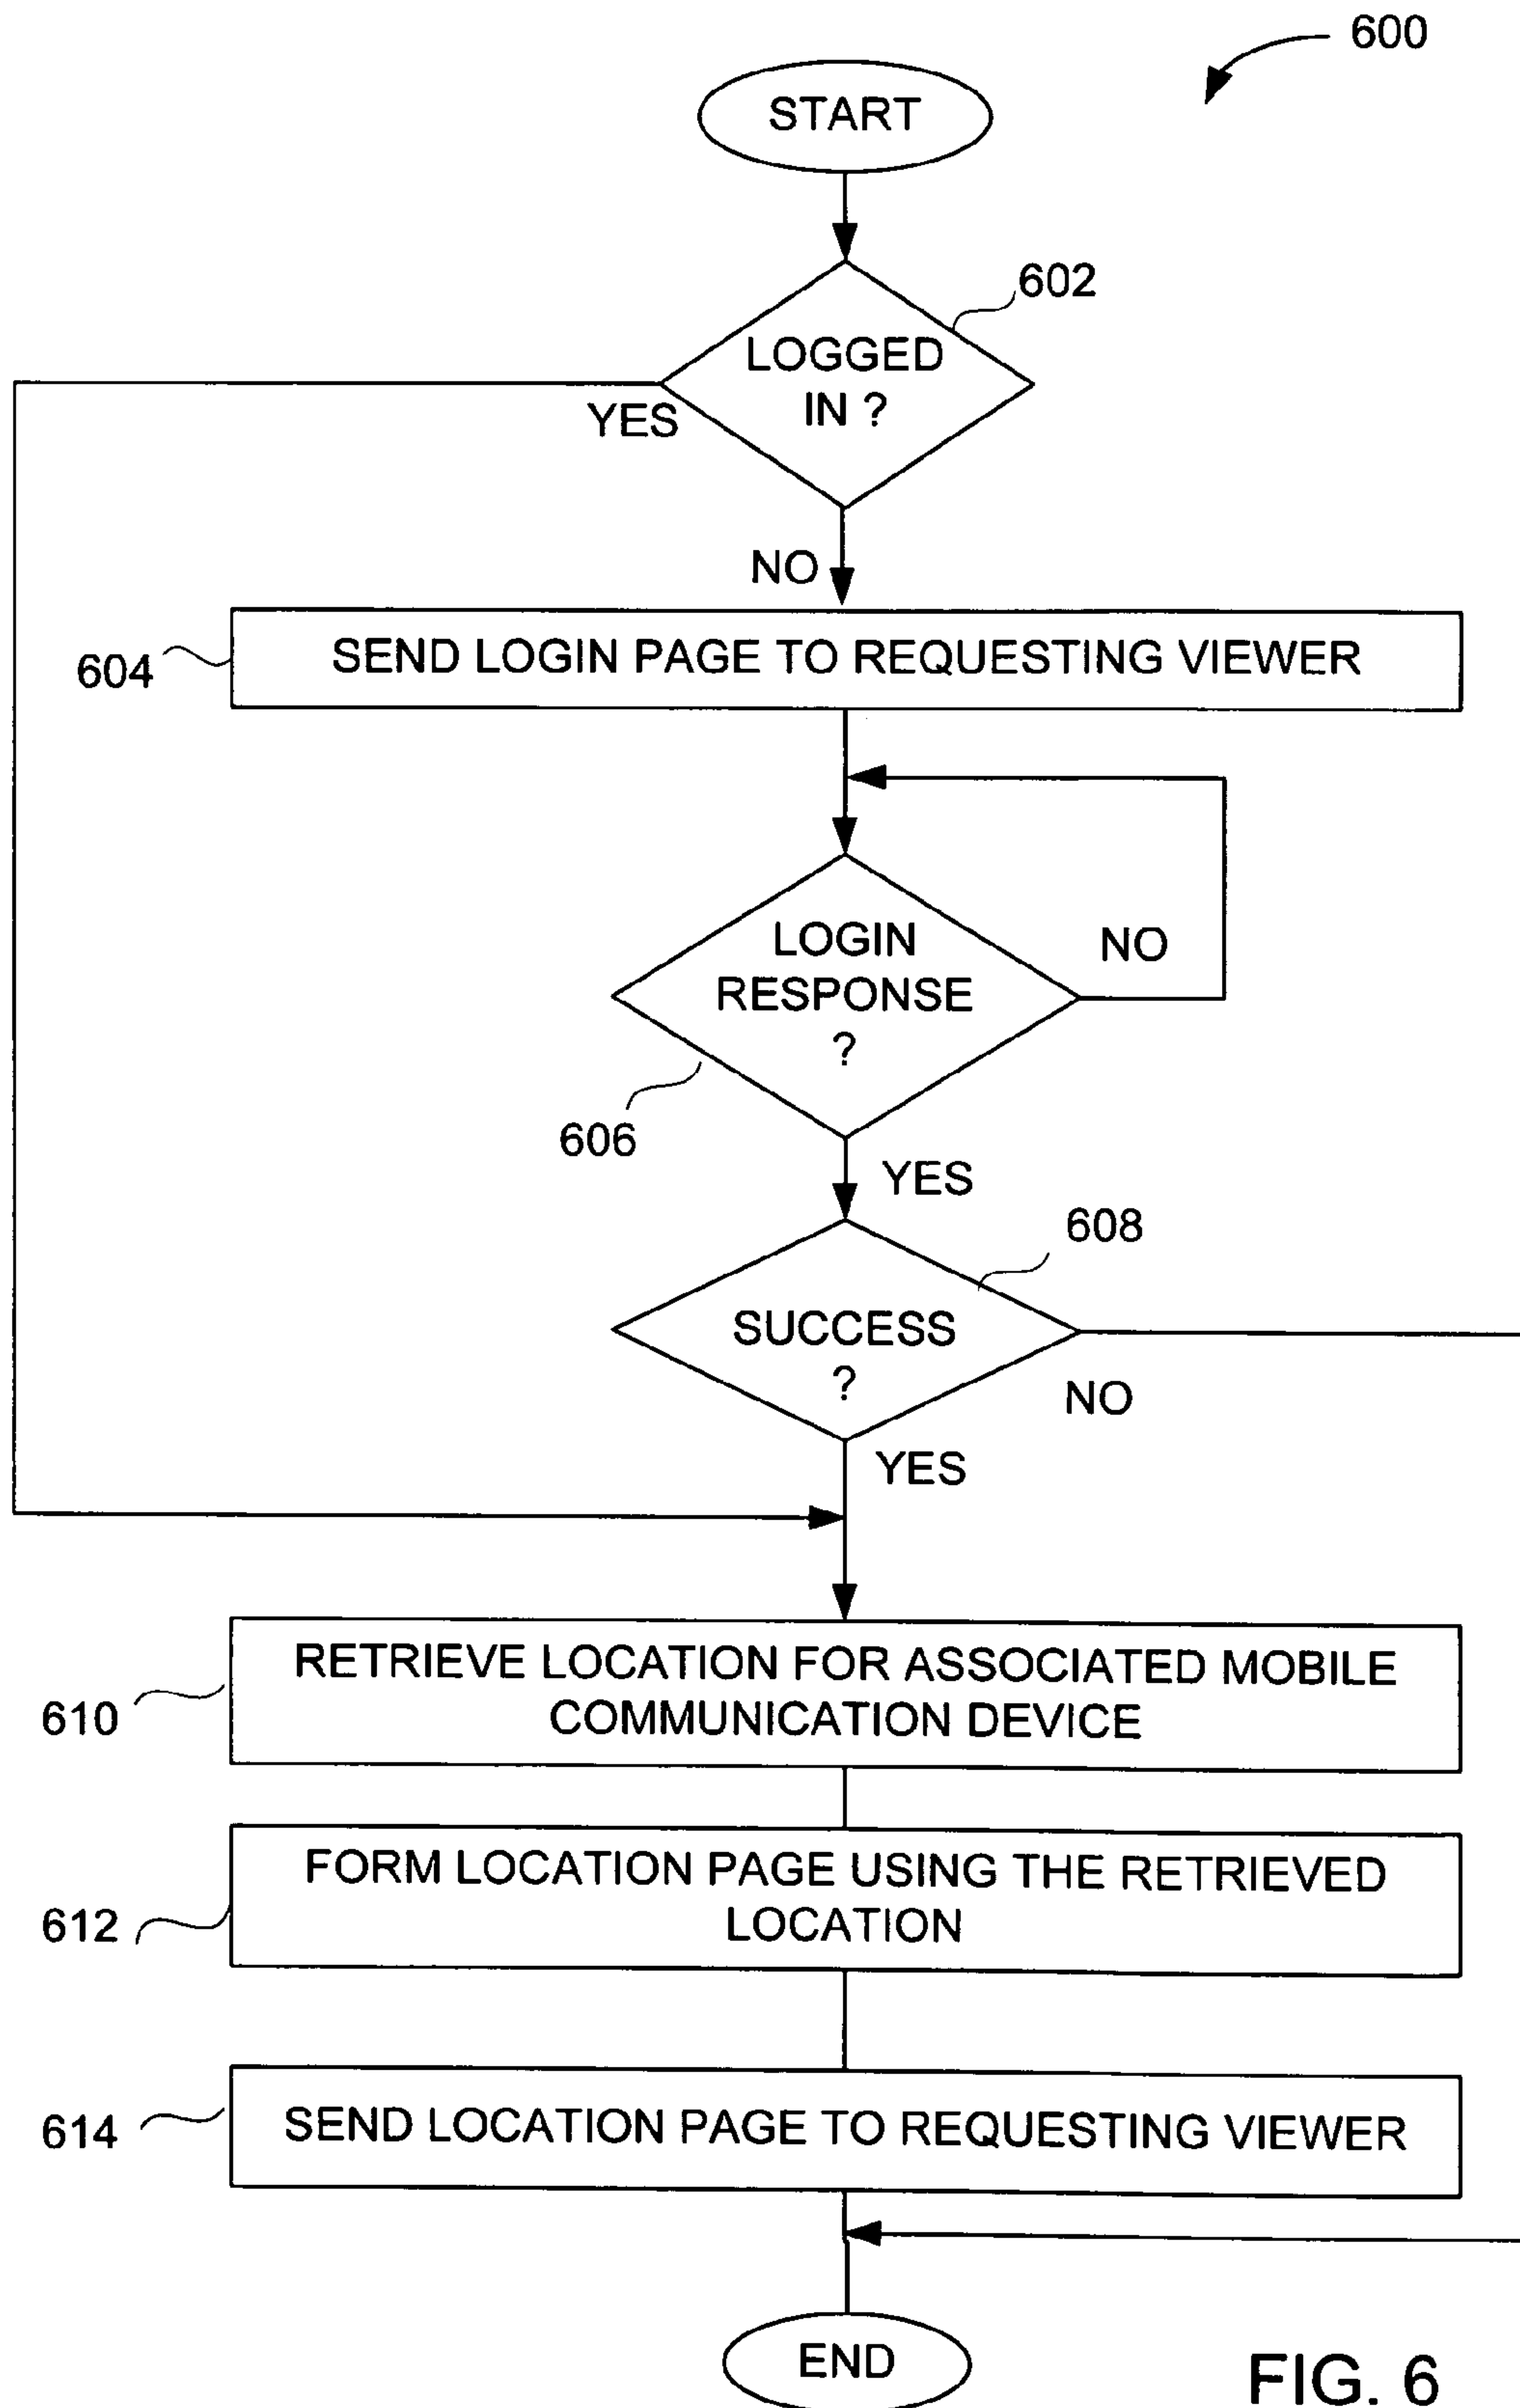 600
START
602
LOGGED
IN ?
YES
NO
604
SEND LOGIN PAGE TO REQUESTING VIEWER
LOGIN
RESPONSE
?
NO
606
YES
608
SUCCESS
?
NO
YES
610
RETRIEVE LOCATION FOR ASSOCIATED MOBILE
COMMUNICATION DEVICE
612
FORM LOCATION PAGE USING THE RETRIEVED
LOCATION
614
SEND LOCATION PAGE TO REQUESTING VIEWER
END
FIG. 6